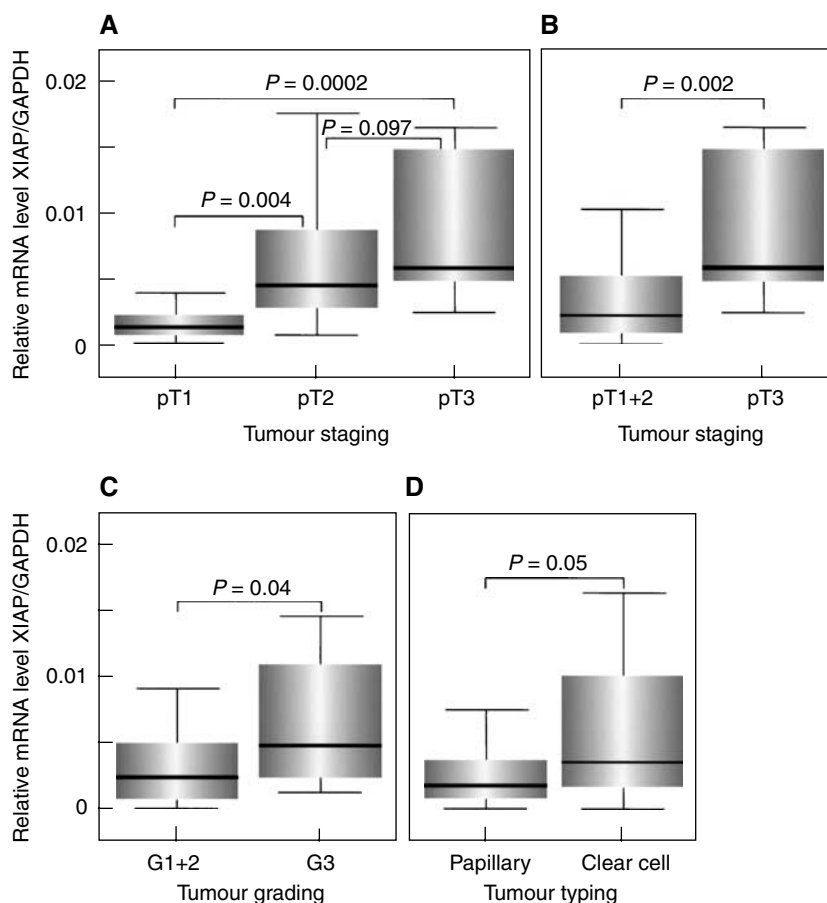 A
Relative mRNA level XIAP/GAPDH
0.02
0.01
0
P = 0.0002
P = 0.097
P = 0.004
pT1 pT2 pT3
Tumour staging
B
P = 0.002
pT1+2 pT3
Tumour staging
C
Relative mRNA level XIAP/GAPDH
0.02
0.01
0
P = 0.04
G1+2 G3
Tumour grading
D
P = 0.05
Papillary Clear cell
Tumour typing